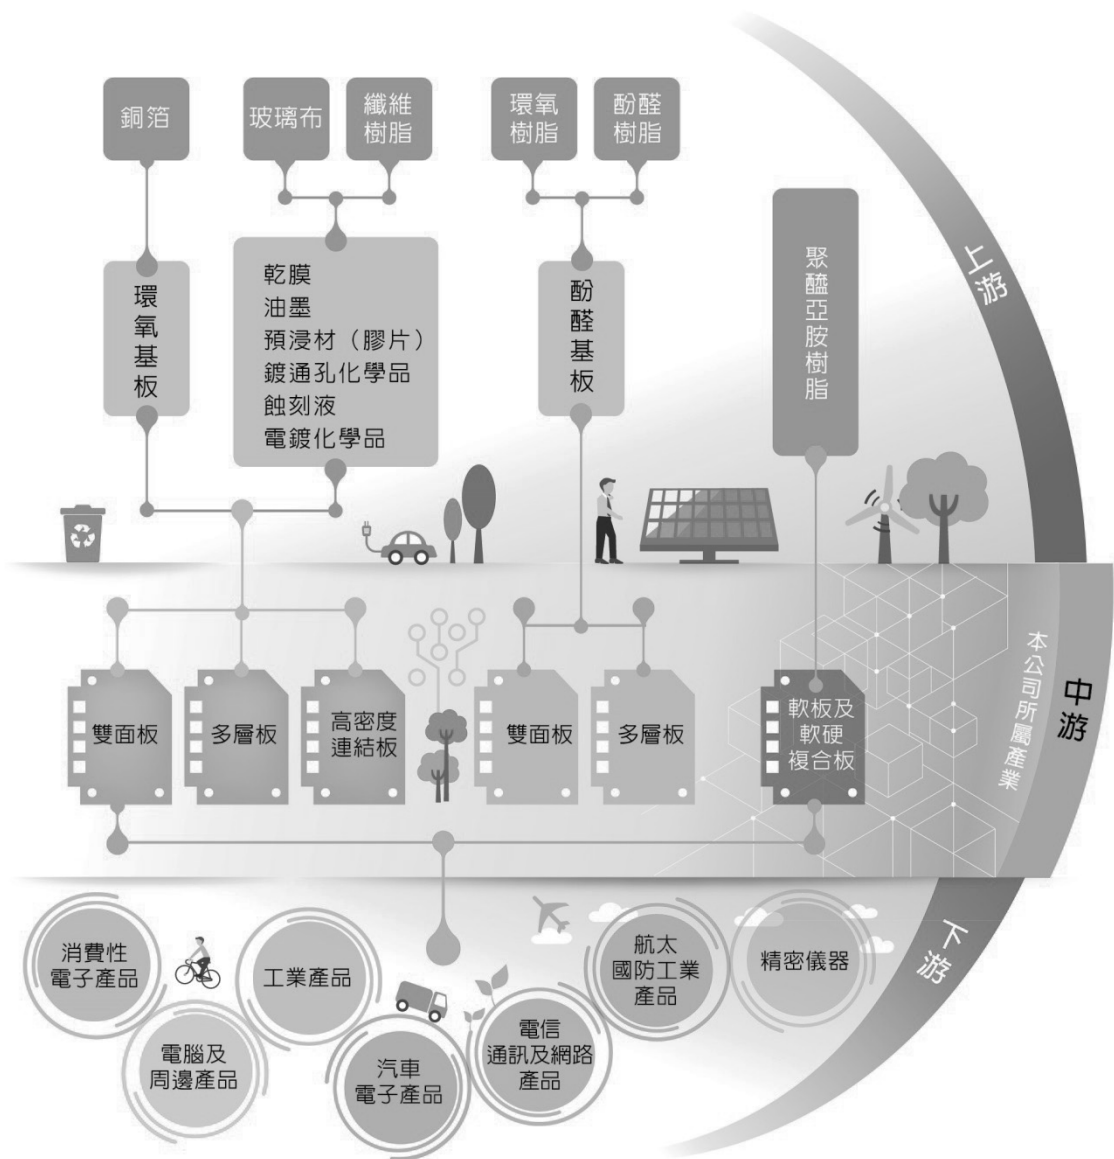 銅箔
玻璃布
纖維
樹脂
環氧
樹脂
酚醛
樹脂
聚醯亞胺樹脂
上游
環氧基板
乾膜
油墨
預浸材（膠片）
鍍通孔化學品
蝕刻液
電鍍化學品
酚醛基板
雙面板
多層板
高密度
連結板
雙面板
多層板
軟板及
軟硬
複合板
本公司所屬產業
中游
消費性
電子產品
電腦及
周邊產品
工業產品
汽車
電子產品
電信
通訊及網路
產品
航太
國防工業
產品
精密儀器
下游